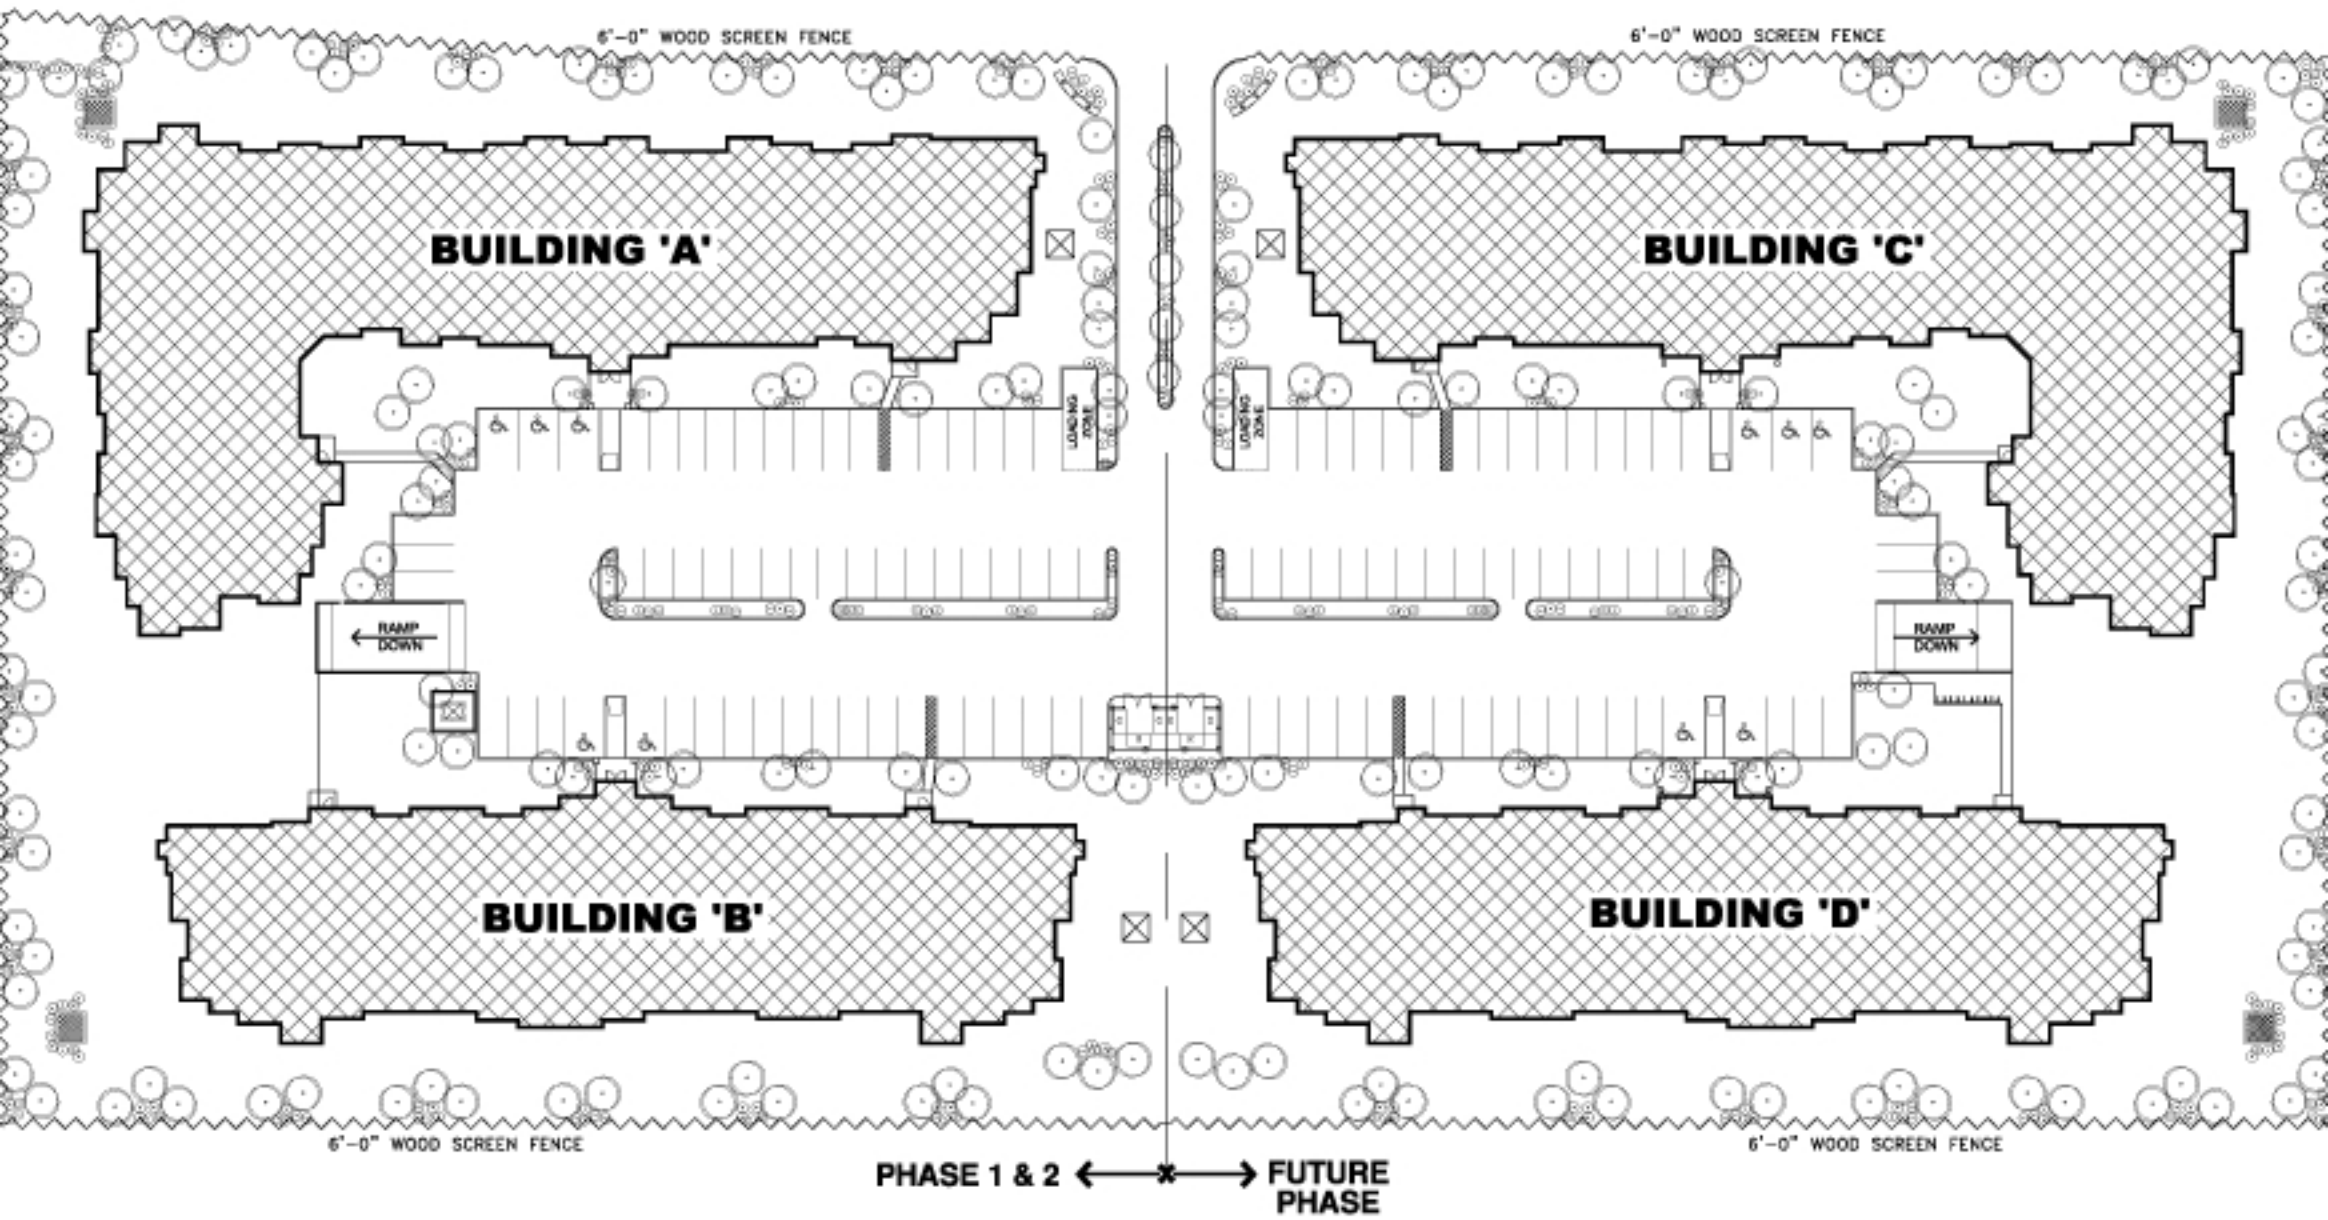 6'-0" WOOD SCREEN FENCE
6'-0" WOOD SCREEN FENCE
BUILDING 'A'
BUILDING 'C'
LOADING
ZONE
LOADING
ZONE
RAMP
DOWN
RAMP
DOWN
BUILDING 'B'
BUILDING 'D'
6'-0" WOOD SCREEN FENCE
6'-0" WOOD SCREEN FENCE
PHASE 1 & 2
FUTURE
PHASE